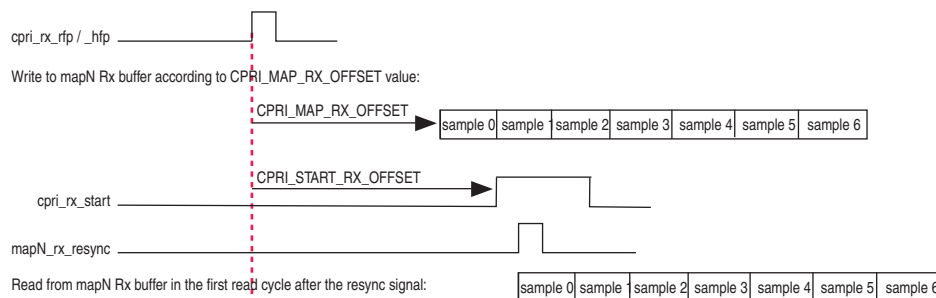 cpri_rx_rfp / _hfp
Write to mapN Rx buffer according to CPRI_MAP_RX_OFFSET value:
CPRI_MAP_RX_OFFSET
sample 0 sample 1 sample 2 sample 3 sample 4 sample 5 sample 6
CPRI_START_RX_OFFSET
cpri_rx_start
mapN_rx_resync
Read from mapN Rx buffer in the first read cycle after the resync signal:
sample 0 sample 1 sample 2 sample 3 sample 4 sample 5 sample 6